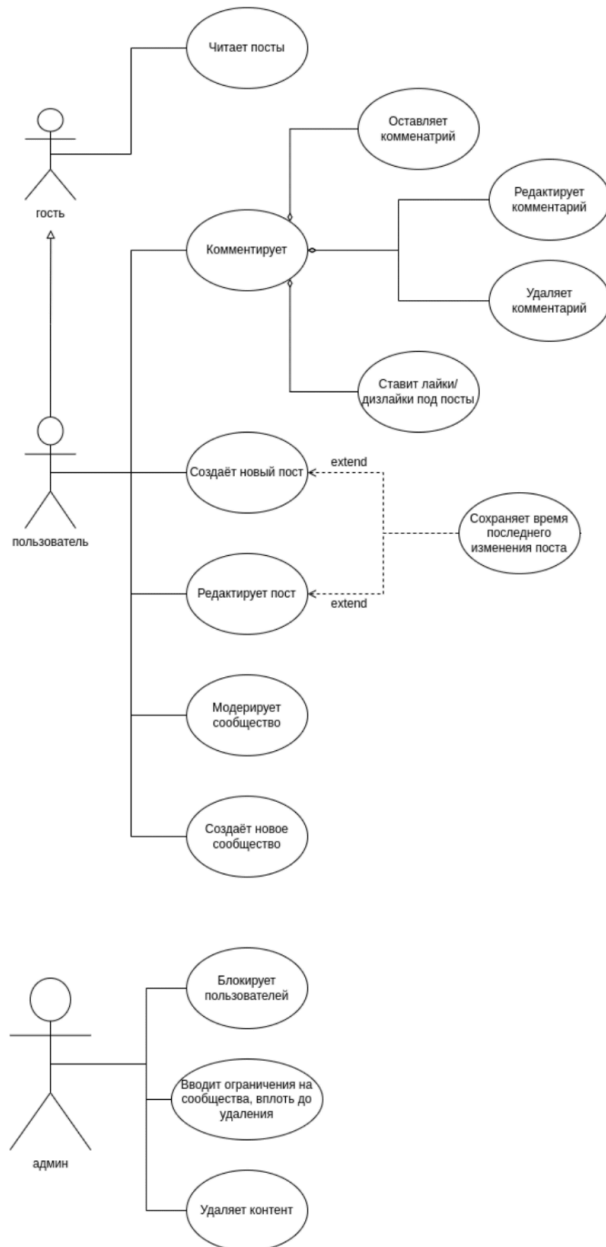 Читает посты
Оставляет
комменатрий
гость
Редактирует
комментарий
Комментирует
Удаляет
комментарий
Ставит лайки/
дизлайки под посты
Создаёт новый пост
extend
Сохраняет время
последнего
изменения поста
пользователь
Редактирует пост
extend
Модерирует
сообщество
Создаёт новое
сообщество
Блокирует
пользователей
Вводит ограничения на
сообщества, вплоть до
удаления
админ
Удаляет контент